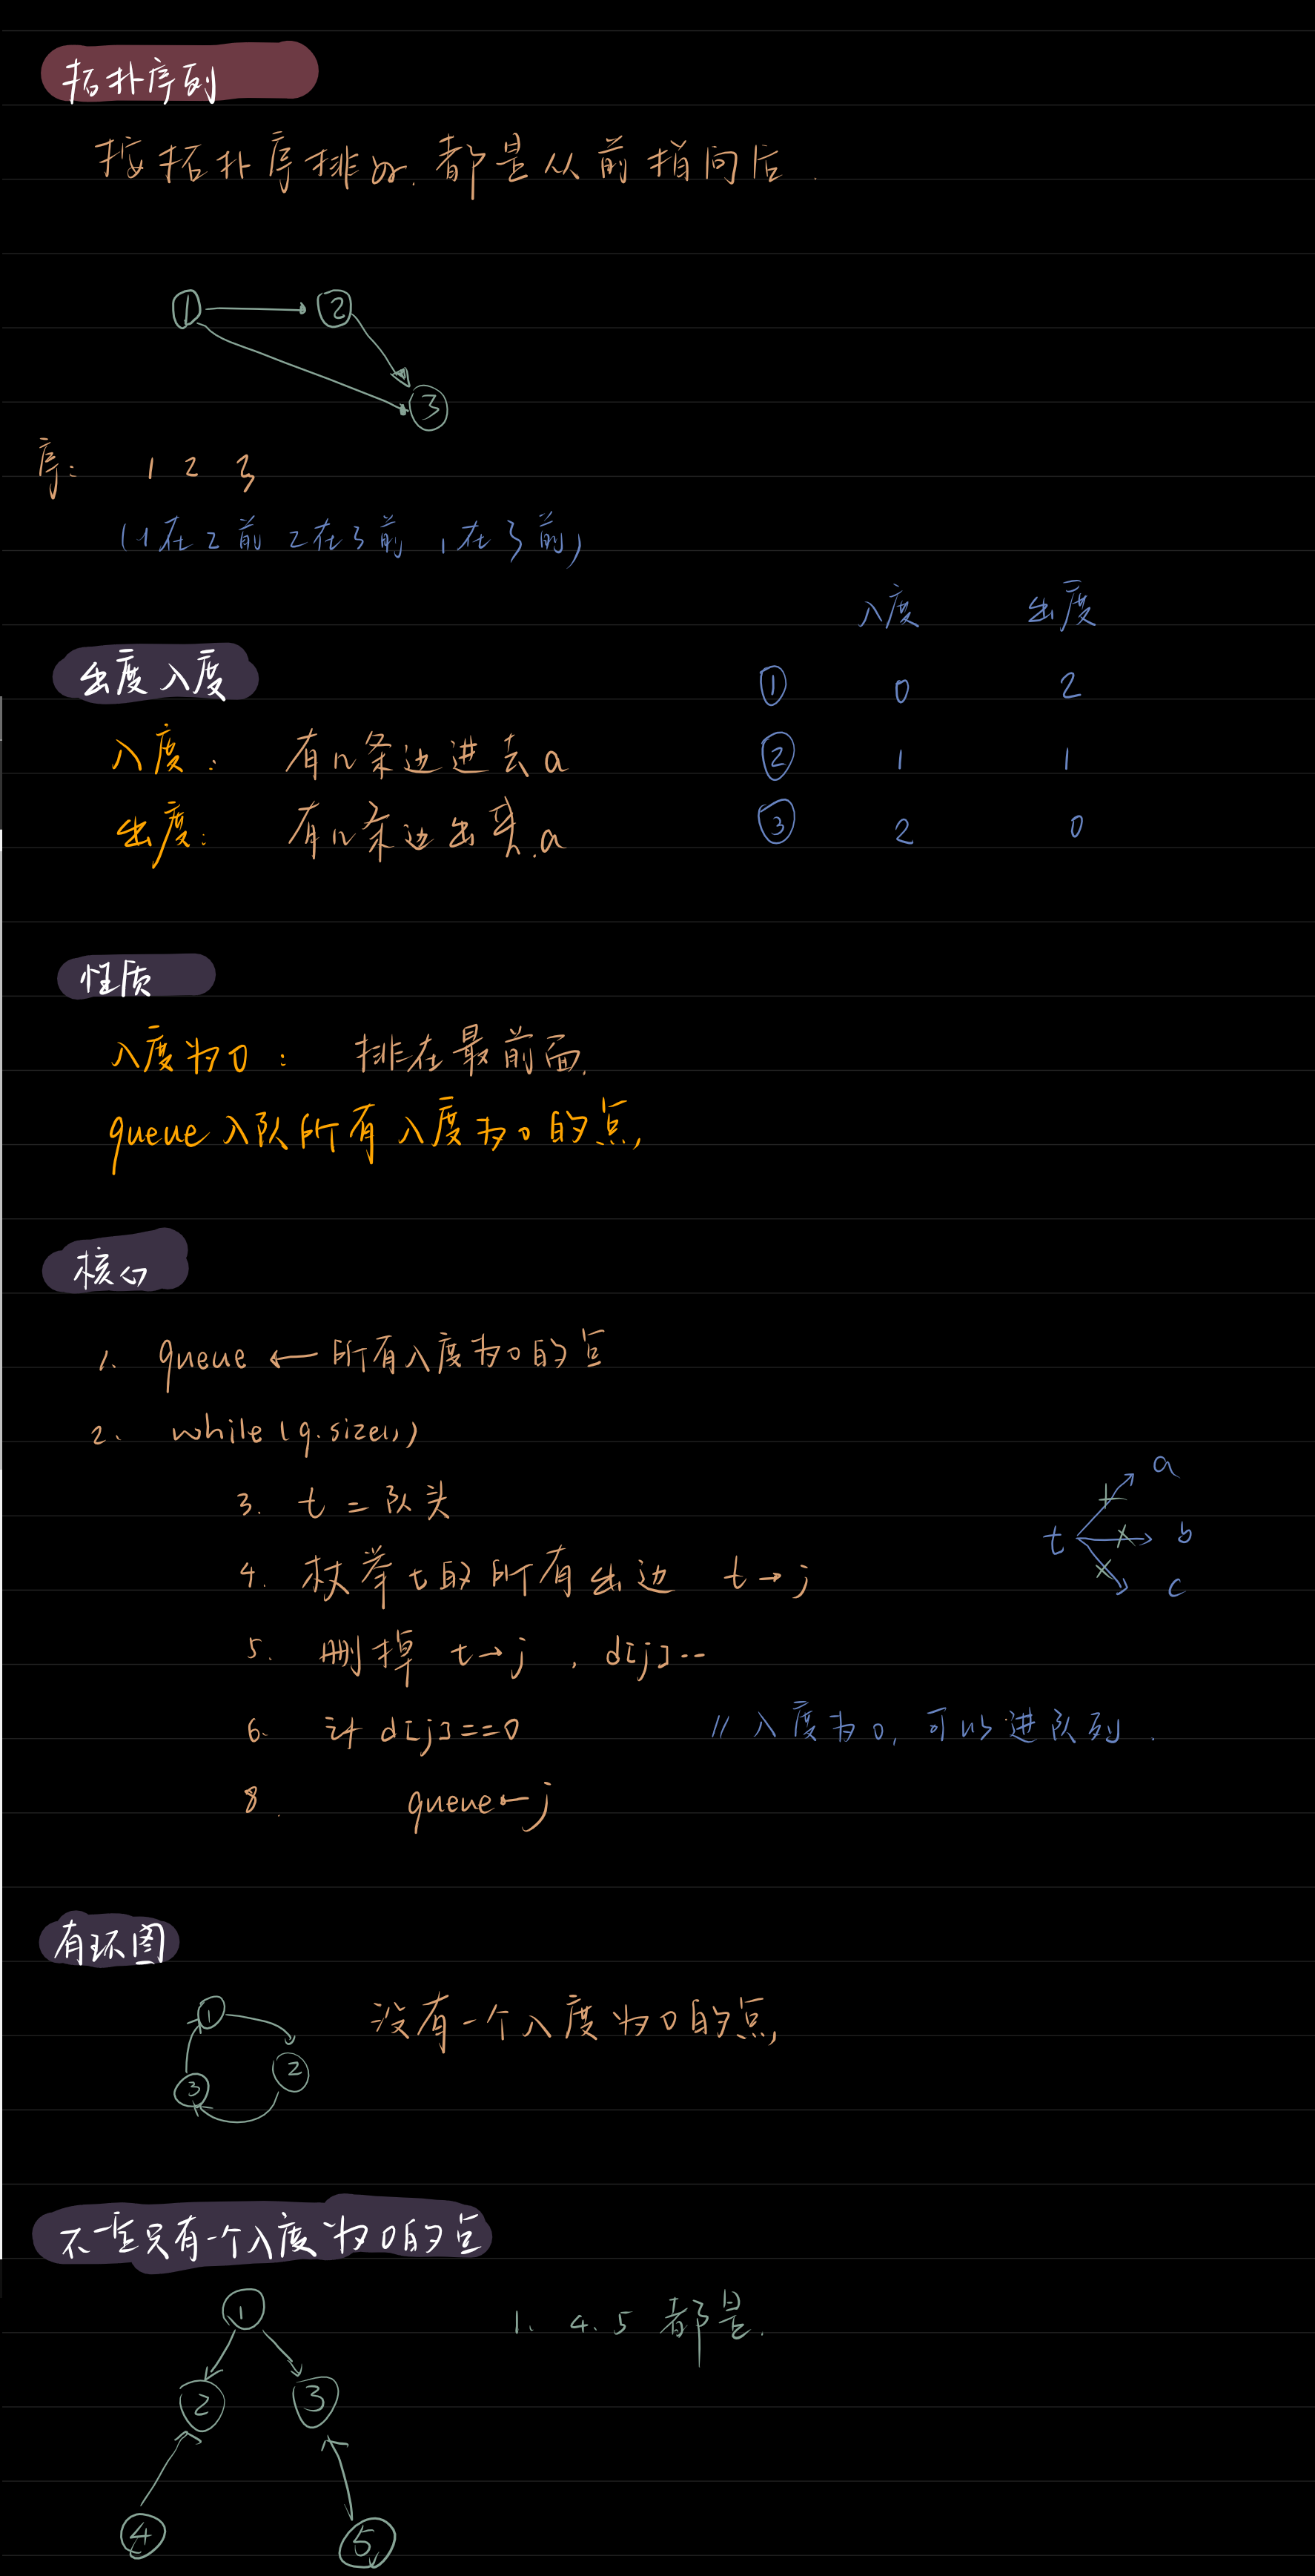 拓扑序列
按拓扑序排好.都是从前指向后.
1 2
3
序: 1 2 3
(1在2前 2在3前 1在3前)
入度 出度
出度入度
① 0 2
入度: 有n条边进去a
② 1 1
出度: 有n条边出来.a
③ 2 0
性质
入度为0: 排在最前面.
queue 入队所有入度为0的点,
核心
1. queue ← 所有入度为0的点
2. while(q.size())
a
3. t = 队头
t b
4. 枚举t的所有出边 t→j
c
5. 删掉 t→j , d[j]--
6. 让 d[j]==0 // 入度为0, 可以进队列.
8. queue←j
有环图
1
没有一个入度为0的点,
2
3
不一定只有一个入度为0的点
1
1. 4. 5 都是.
2 3
4 5